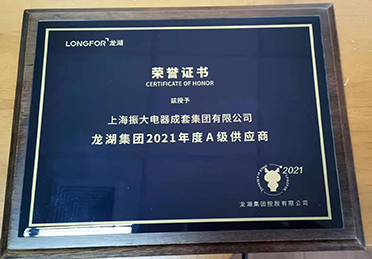 LONGFOR 龙湖
荣誉证书
CERTIFICATE OF HONOR
兹授予
上海振大电器成套集团有限公司
龙湖集团2021年度A级供应商
2021
龙湖集团控股有限公司